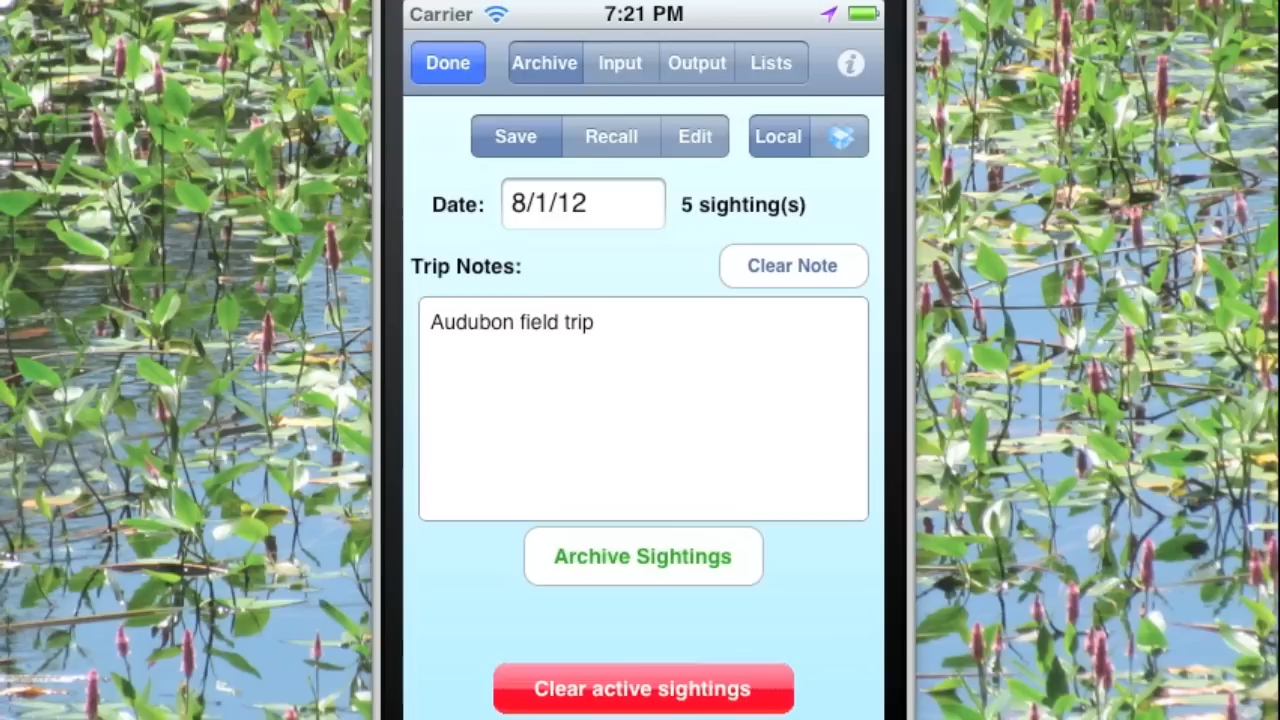 Carrier 7:21 PM
Done Archive Input Output Lists i
Save Recall Edit Local
Date: 8/1/12 5 sighting(s)
Trip Notes: Clear Note
Audubon field trip
Archive Sightings
Clear active sightings